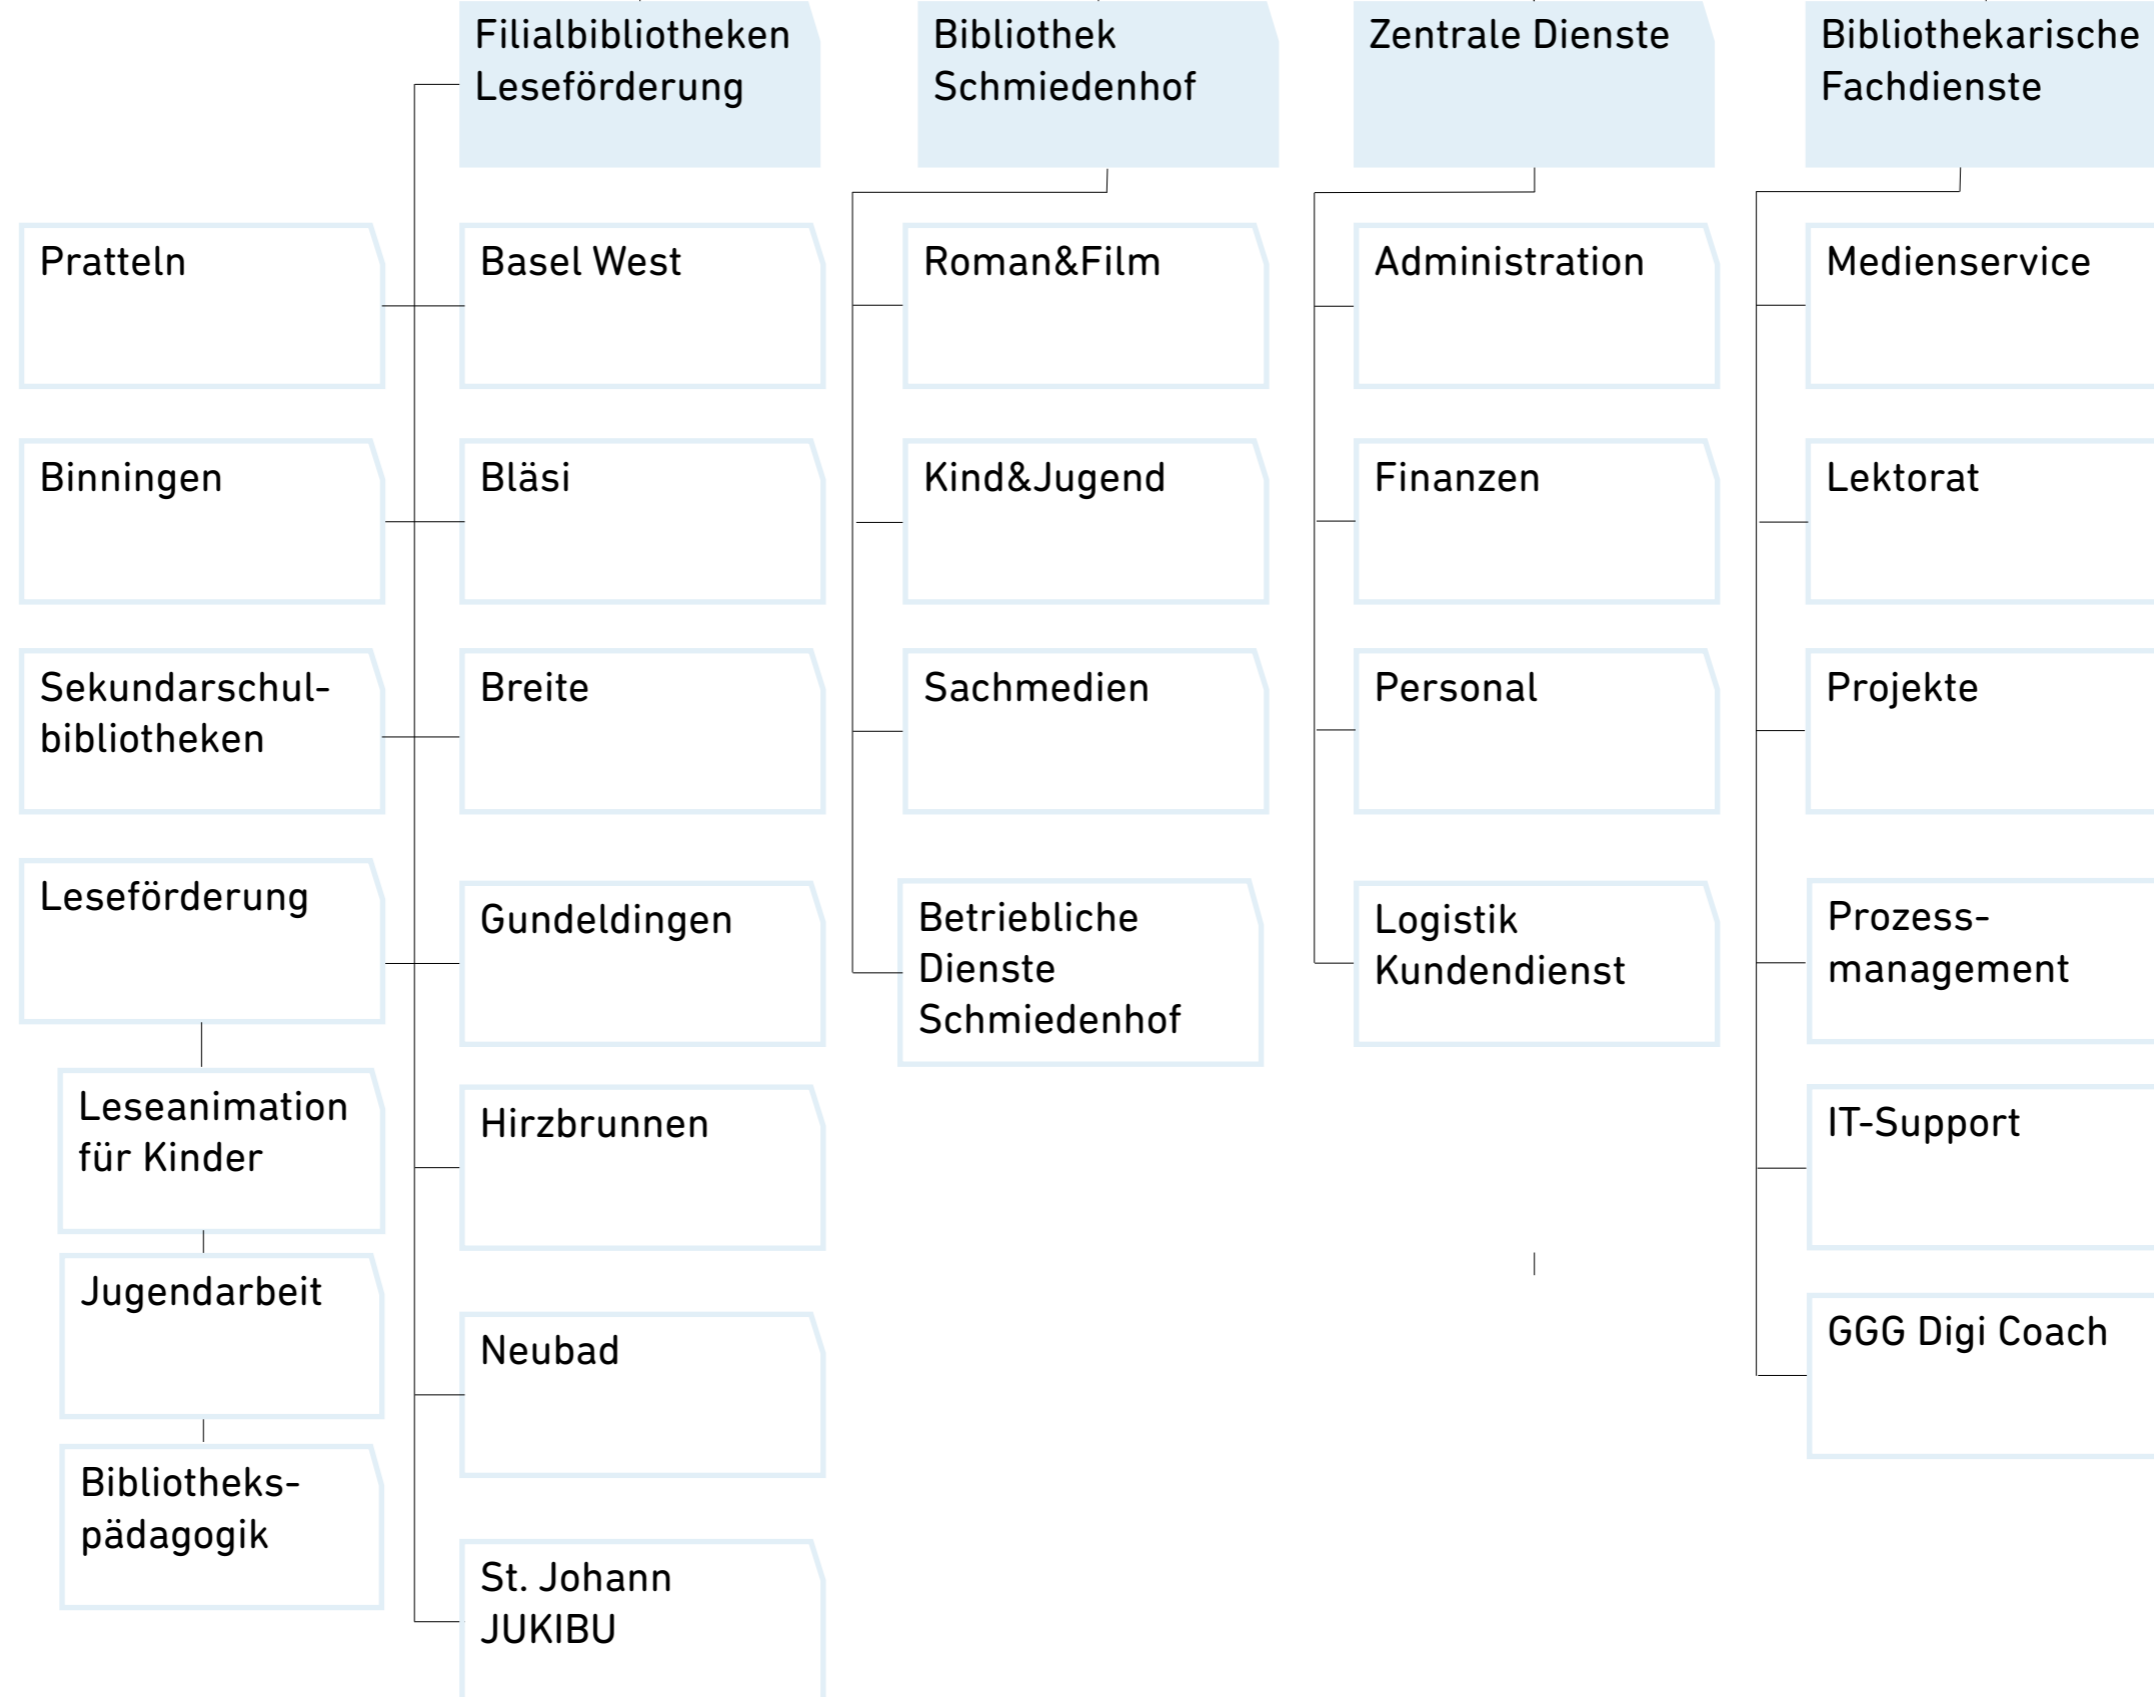 Filialbibliotheken
Leseförderung
Bibliothek
Schmiedenhof
Zentrale Dienste
Bibliothekarische
Fachdienste
Pratteln
Basel West
Roman&Film
Administration
Medienservice
Binningen
Bläsi
Kind&Jugend
Finanzen
Lektorat
Sekundarschul-
bibliotheken
Breite
Sachmedien
Personal
Projekte
Leseförderung
Gundeldingen
Betriebliche
Dienste
Schmiedenhof
Logistik
Kundendienst
Prozess-
management
Leseanimation
für Kinder
Hirzbrunnen
IT-Support
Jugendarbeit
Neubad
GGG Digi Coach
Bibliotheks-
pädagogik
St. Johann
JUKIBU